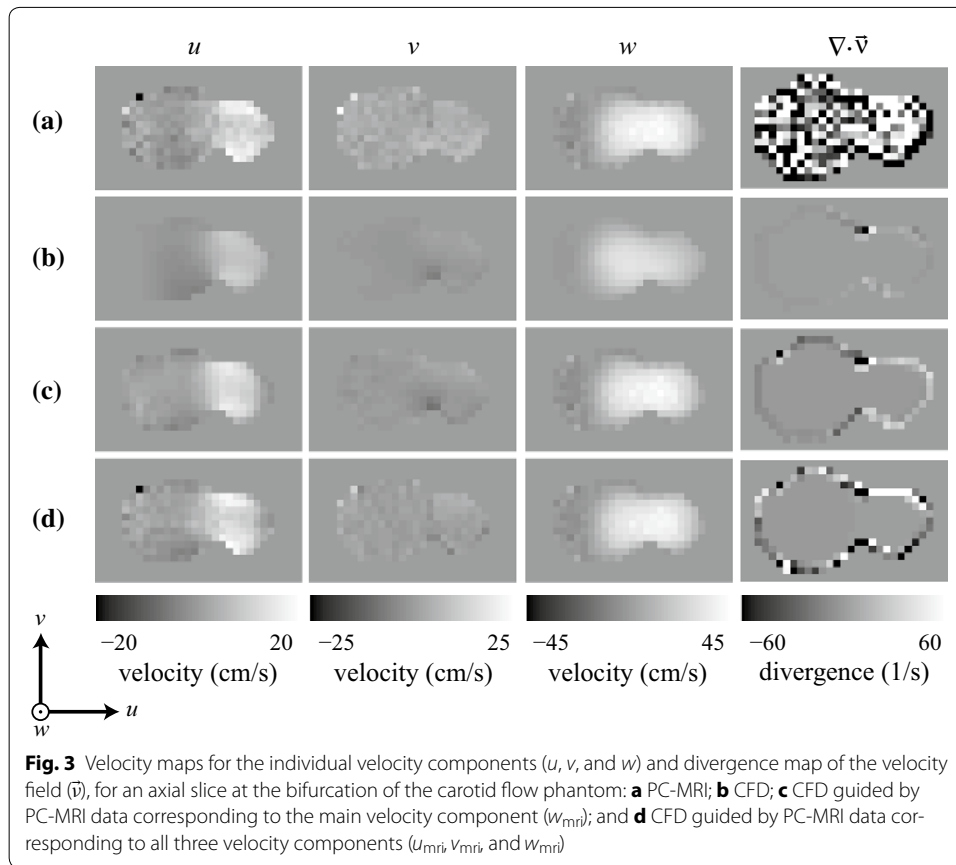 u v w ∇·v⃗
(a)
(b)
(c)
(d)
−20 20 −25 25 −45 45 −60 60
velocity (cm/s) velocity (cm/s) velocity (cm/s) divergence (1/s)
v
w u
Fig. 3 Velocity maps for the individual velocity components (u, v, and w) and divergence map of the velocity
field (v⃗), for an axial slice at the bifurcation of the carotid flow phantom: a PC-MRI; b CFD; c CFD guided by
PC-MRI data corresponding to the main velocity component (wmri); and d CFD guided by PC-MRI data cor-
responding to all three velocity components (umri, vmri, and wmri)